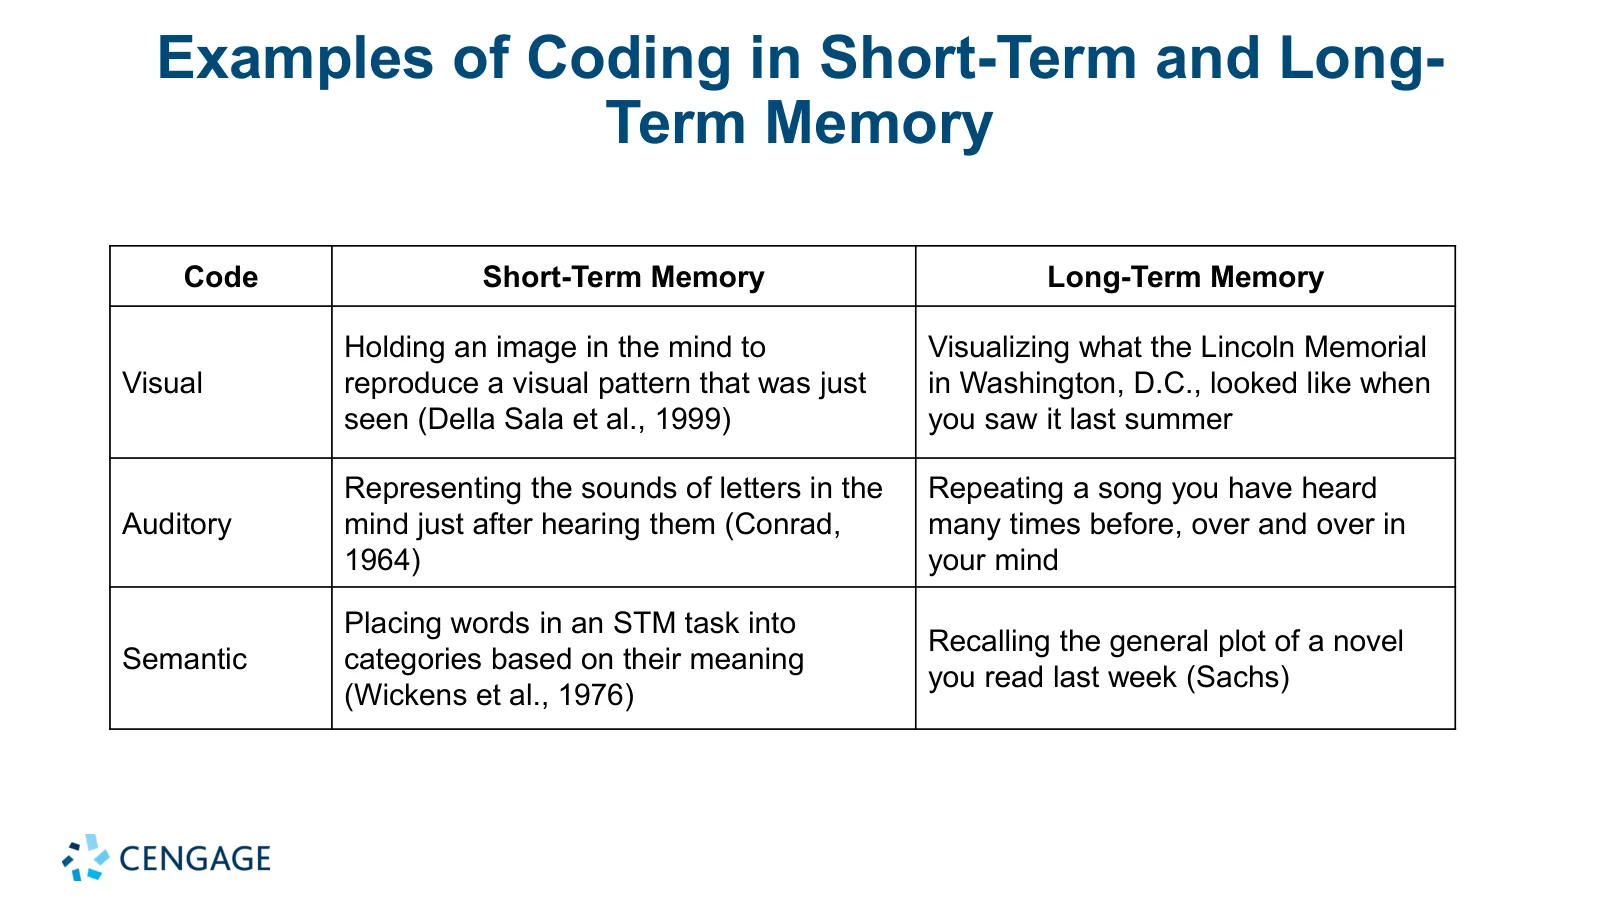 Examples of Coding in Short-Term and Long-
Term Memory
Code
Short-Term Memory
Long-Term Memory
Visual
Holding an image in the mind to
reproduce a visual pattern that was just
seen (Della Sala et al., 1999)
Visualizing what the Lincoln Memorial
in Washington, D.C., looked like when
you saw it last summer
Auditory
Representing the sounds of letters in the
mind just after hearing them (Conrad,
1964)
Repeating a song you have heard
many times before, over and over in
your mind
Semantic
Placing words in an STM task into
categories based on their meaning
(Wickens et al., 1976)
Recalling the general plot of a novel
you read last week (Sachs)
CENGAGE